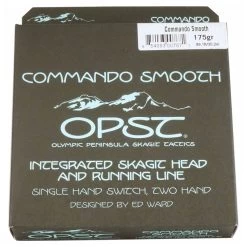 Commando Smooth
175gr
COMMANDO SMOOTH
OPST
OLYMPIC PENINSULA SKAGIT TACTICS
INTEGRATED SKAGIT HEAD
AND RUNNING LINE
SINGLE HAND SWITCH, TWO HAND
DESIGNED BY ED WARD